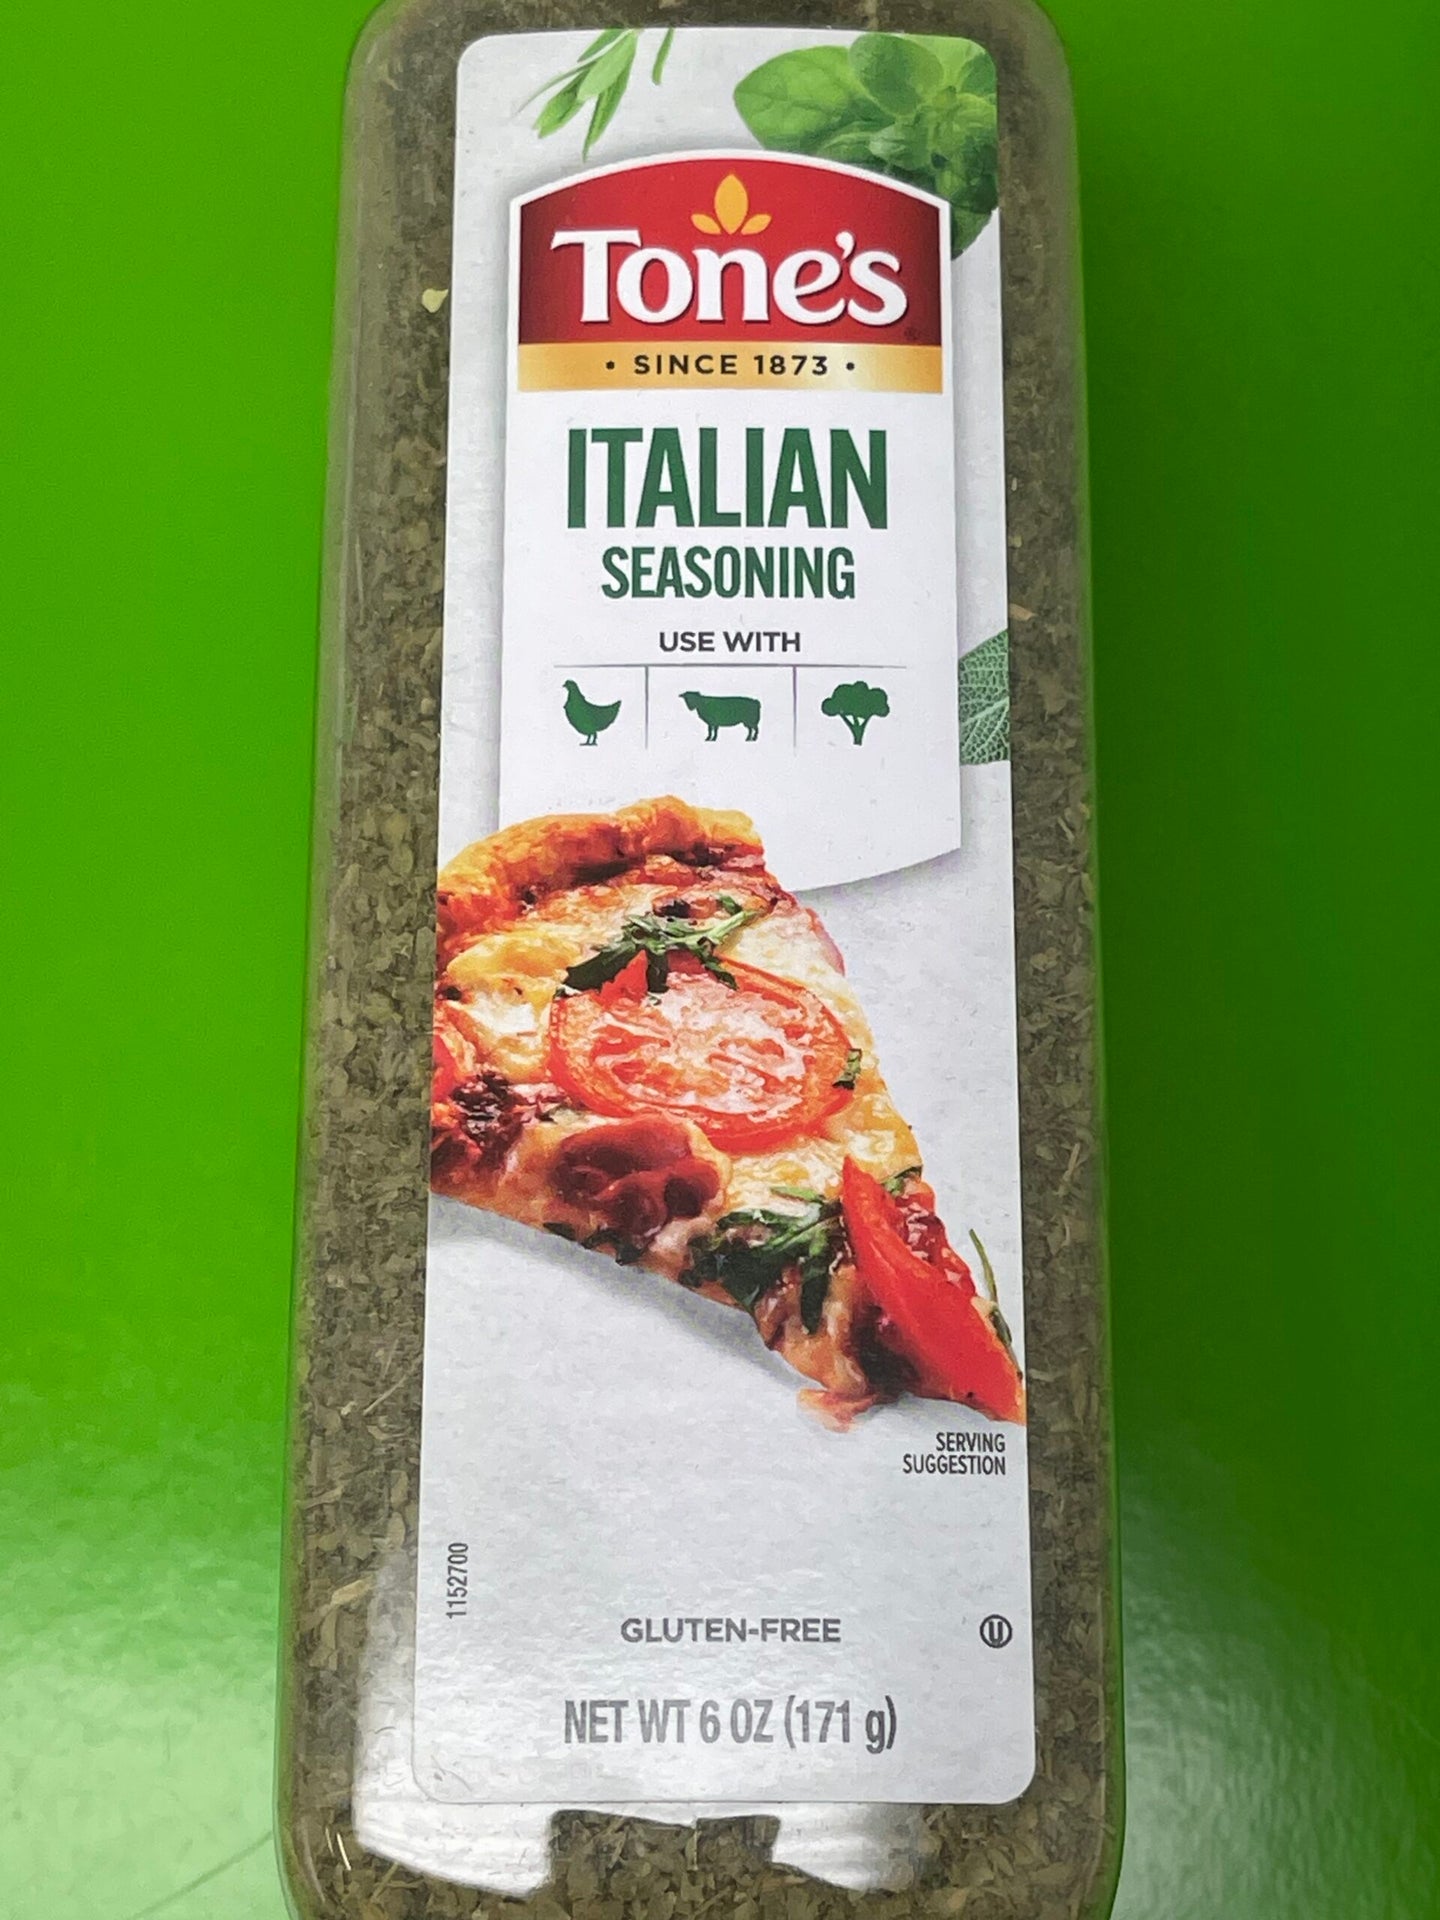 Tone's
• SINCE 1873 •
ITALIAN
SEASONING
USE WITH
SERVING
SUGGESTION
1152700
GLUTEN-FREE
U
NET WT 6 OZ (171 g)